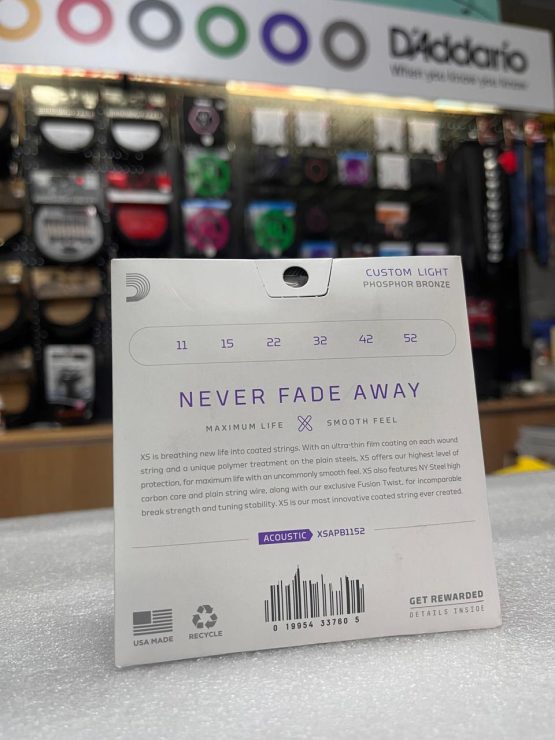 D'Addario
When you know you know
CUSTOM LIGHT
PHOSPHOR BRONZE
11 15 22 32 42 52
NEVER FADE AWAY
MAXIMUM LIFE X SMOOTH FEEL
XS is breathing new life into coated strings. With an ultra-thin film coating on each wound
string and a unique polymer treatment on the plain steels, XS offers our highest level of
protection, for maximum life with an uncommonly smooth feel. XS also features NY Steel high
carbon core and plain string wire, along with our exclusive Fusion Twist, for incomparable
break strength and tuning stability. XS is our most innovative coated string ever created.
ACOUSTIC XSAPB1152
USA MADE
RECYCLE
0 19954 33760 5
GET REWARDED
DETAILS INSIDE